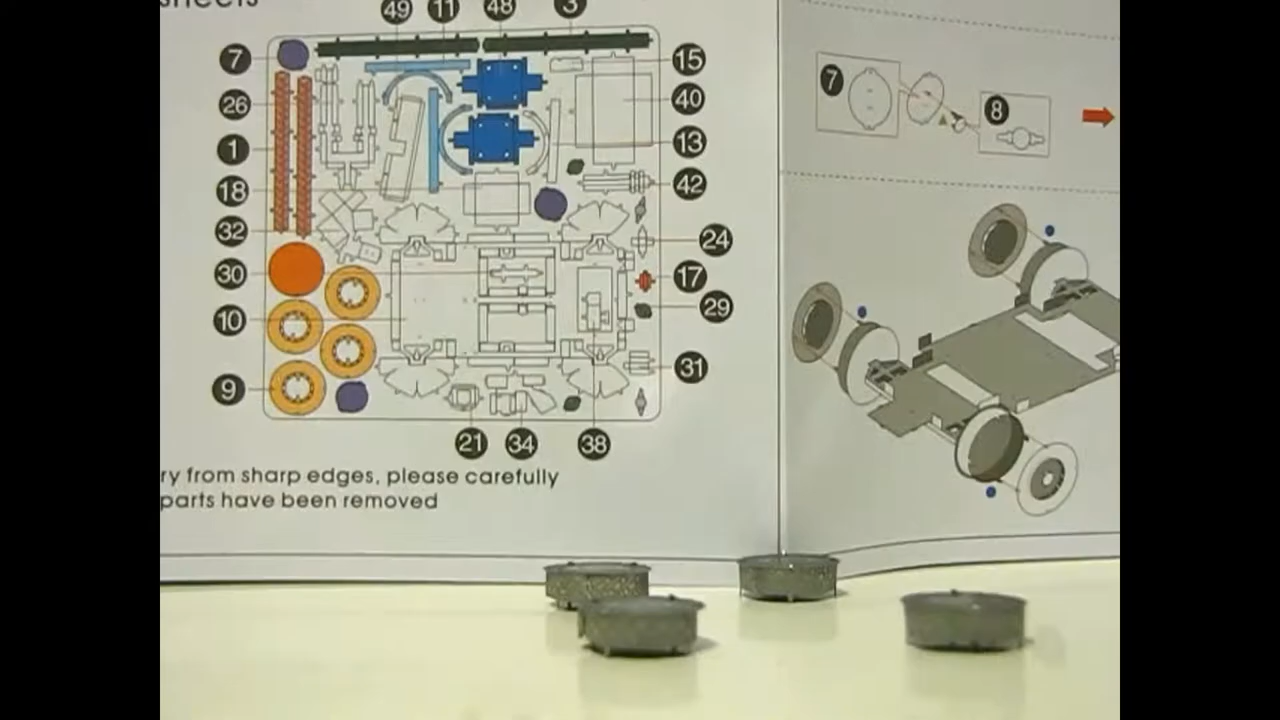 sheets
49 11 48 3
7 15
26 40
1 13
18 42
32 24
30 17
10 29
9 31
21 34 38
ry from sharp edges, please carefully
parts have been removed
7 8